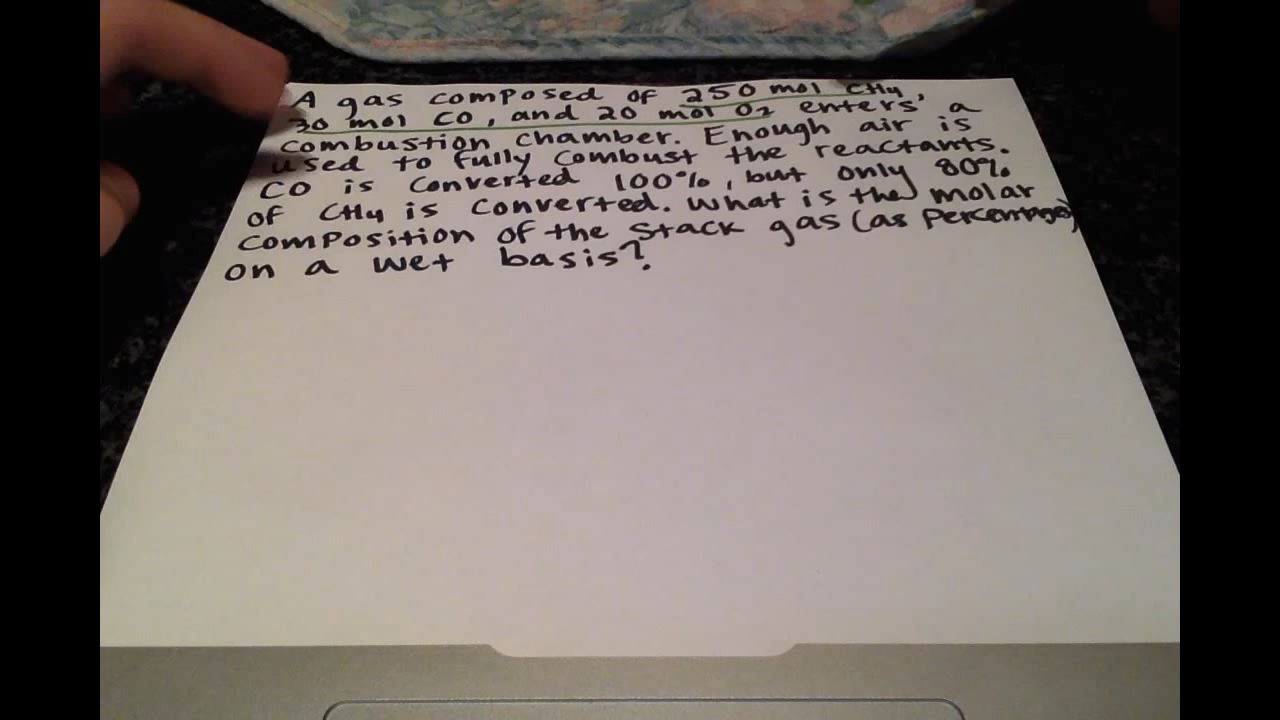 A gas composed of 250 mol CH4,
30 mol CO, and 20 mol O2 enters a
combustion chamber. Enough air is
used to fully combust the reactants.
CO is converted 100%, but only 80%
of CH4 is converted. What is the molar
composition of the stack gas (as percentage)
on a wet basis?